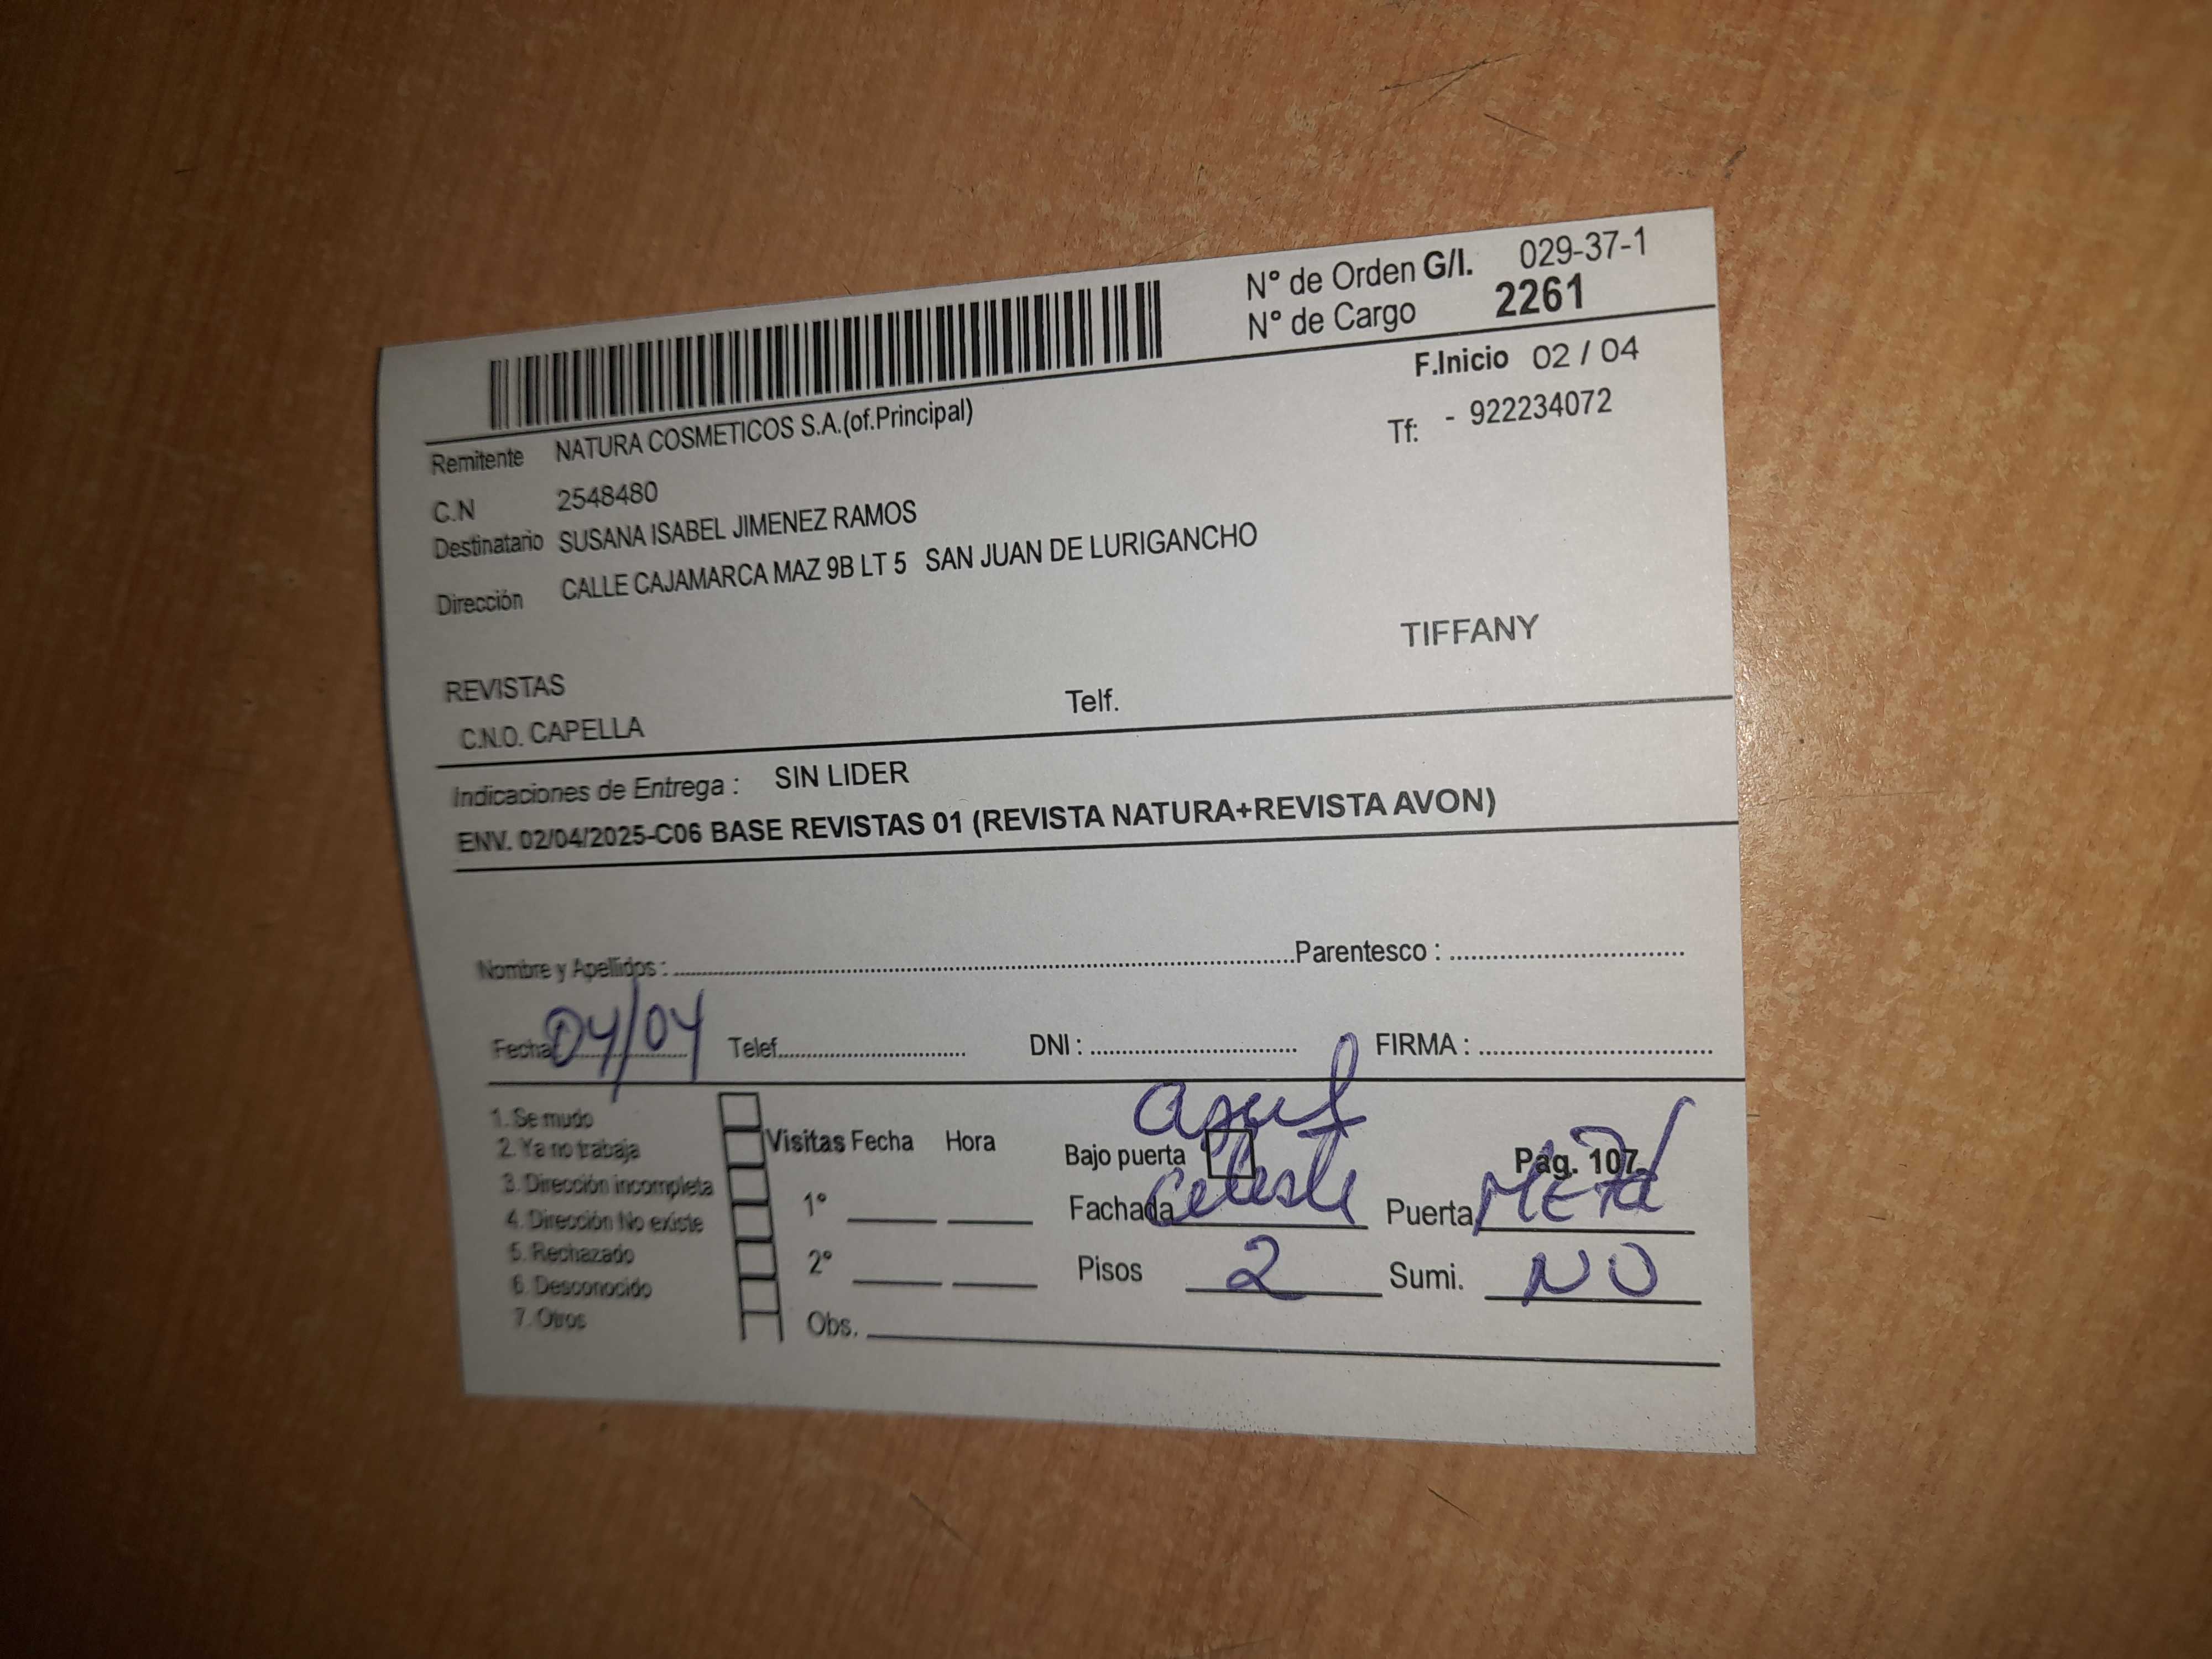 N° de Orden G/I. 029-37-1
N° de Cargo 2261
F.Inicio 02 / 04
Remitente NATURA COSMETICOS S.A.(of.Principal)
Tf: - 922234072
C.N 2548480
Destinatario SUSANA ISABEL JIMENEZ RAMOS
Dirección CALLE CAJAMARCA MAZ 9B LT 5 SAN JUAN DE LURIGANCHO
TIFFANY
REVISTAS
C.N.O. CAPELLA Telf.
Indicaciones de Entrega : SIN LIDER
ENV. 02/04/2025-C06 BASE REVISTAS 01 (REVISTA NATURA+REVISTA AVON)
Nombre y Apellidos : Parentesco :
Fecha 04/04 Telef. DNI : FIRMA :
1. Se mudo
2. Ya no trabaja
3. Dirección incompleta
4. Dirección No existe
5. Rechazado
6. Desconocido
7. Otros
Visitas Fecha Hora
1°
2°
Obs.
azul
Bajo puerta Pag. 107
Fachada celeste Puerta Metal
Pisos 2 Sumi. NO